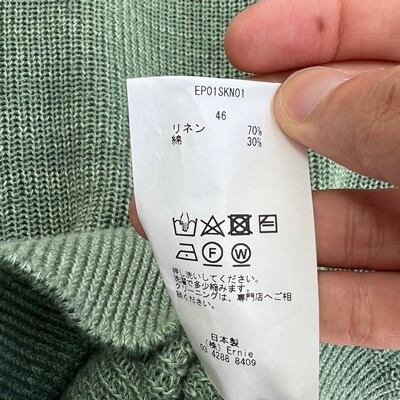 EP01SKN01
46
リネン 70%
綿 30%
F W
押し洗いしてください。
洗濯で多少縮みます。
クリーニングは、専門店へご相
談ください。
日本製
(株) Ernie
03 4288 8409